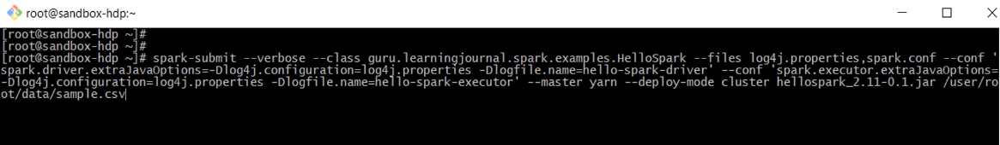 root@sandbox-hdp:~
[root@sandbox-hdp ~]#
[root@sandbox-hdp ~]#
[root@sandbox-hdp ~]# spark-submit --verbose --class guru.learningjournal.spark.examples.HelloSpark --files log4j.properties,spark.conf --conf '
spark.driver.extraJavaOptions=-Dlog4j.configuration=log4j.properties -Dlogfile.name=hello-spark-driver' --conf 'spark.executor.extraJavaOptions=
-Dlog4j.configuration=log4j.properties -Dlogfile.name=hello-spark-executor' --master yarn --deploy-mode cluster hellospark_2.11-0.1.jar /user/ro
ot/data/sample.csv